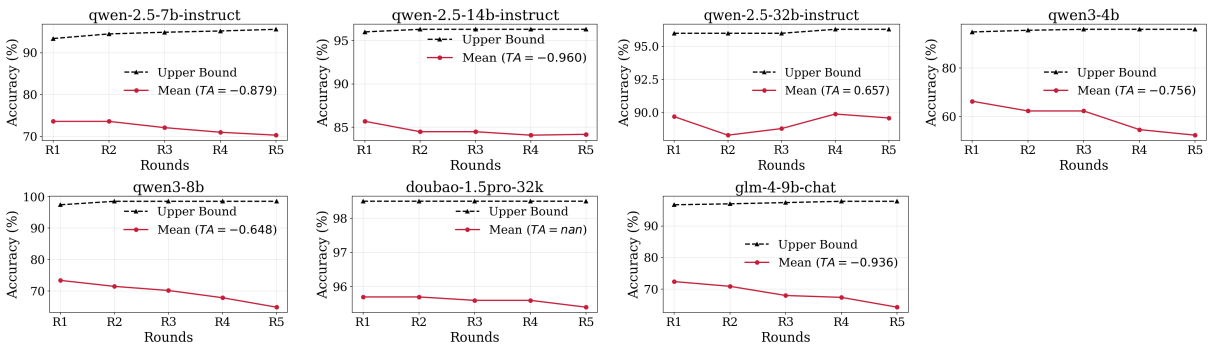 qwen-2.5-7b-instruct
Accuracy (%)
90
80
70
Upper Bound
Mean (TA = −0.879)
R1 R2 R3 R4 R5
Rounds
qwen-2.5-14b-instruct
Accuracy (%)
95
90
85
Upper Bound
Mean (TA = −0.960)
R1 R2 R3 R4 R5
Rounds
qwen-2.5-32b-instruct
Accuracy (%)
95.0
92.5
90.0
Upper Bound
Mean (TA = 0.657)
R1 R2 R3 R4 R5
Rounds
qwen3-4b
Accuracy (%)
80
60
Upper Bound
Mean (TA = −0.756)
R1 R2 R3 R4 R5
Rounds
qwen3-8b
Accuracy (%)
100
90
80
70
Upper Bound
Mean (TA = −0.648)
R1 R2 R3 R4 R5
Rounds
doubao-1.5pro-32k
Accuracy (%)
98
97
96
95
Upper Bound
Mean (TA = nan)
R1 R2 R3 R4 R5
Rounds
glm-4-9b-chat
Accuracy (%)
90
80
70
Upper Bound
Mean (TA = −0.936)
R1 R2 R3 R4 R5
Rounds